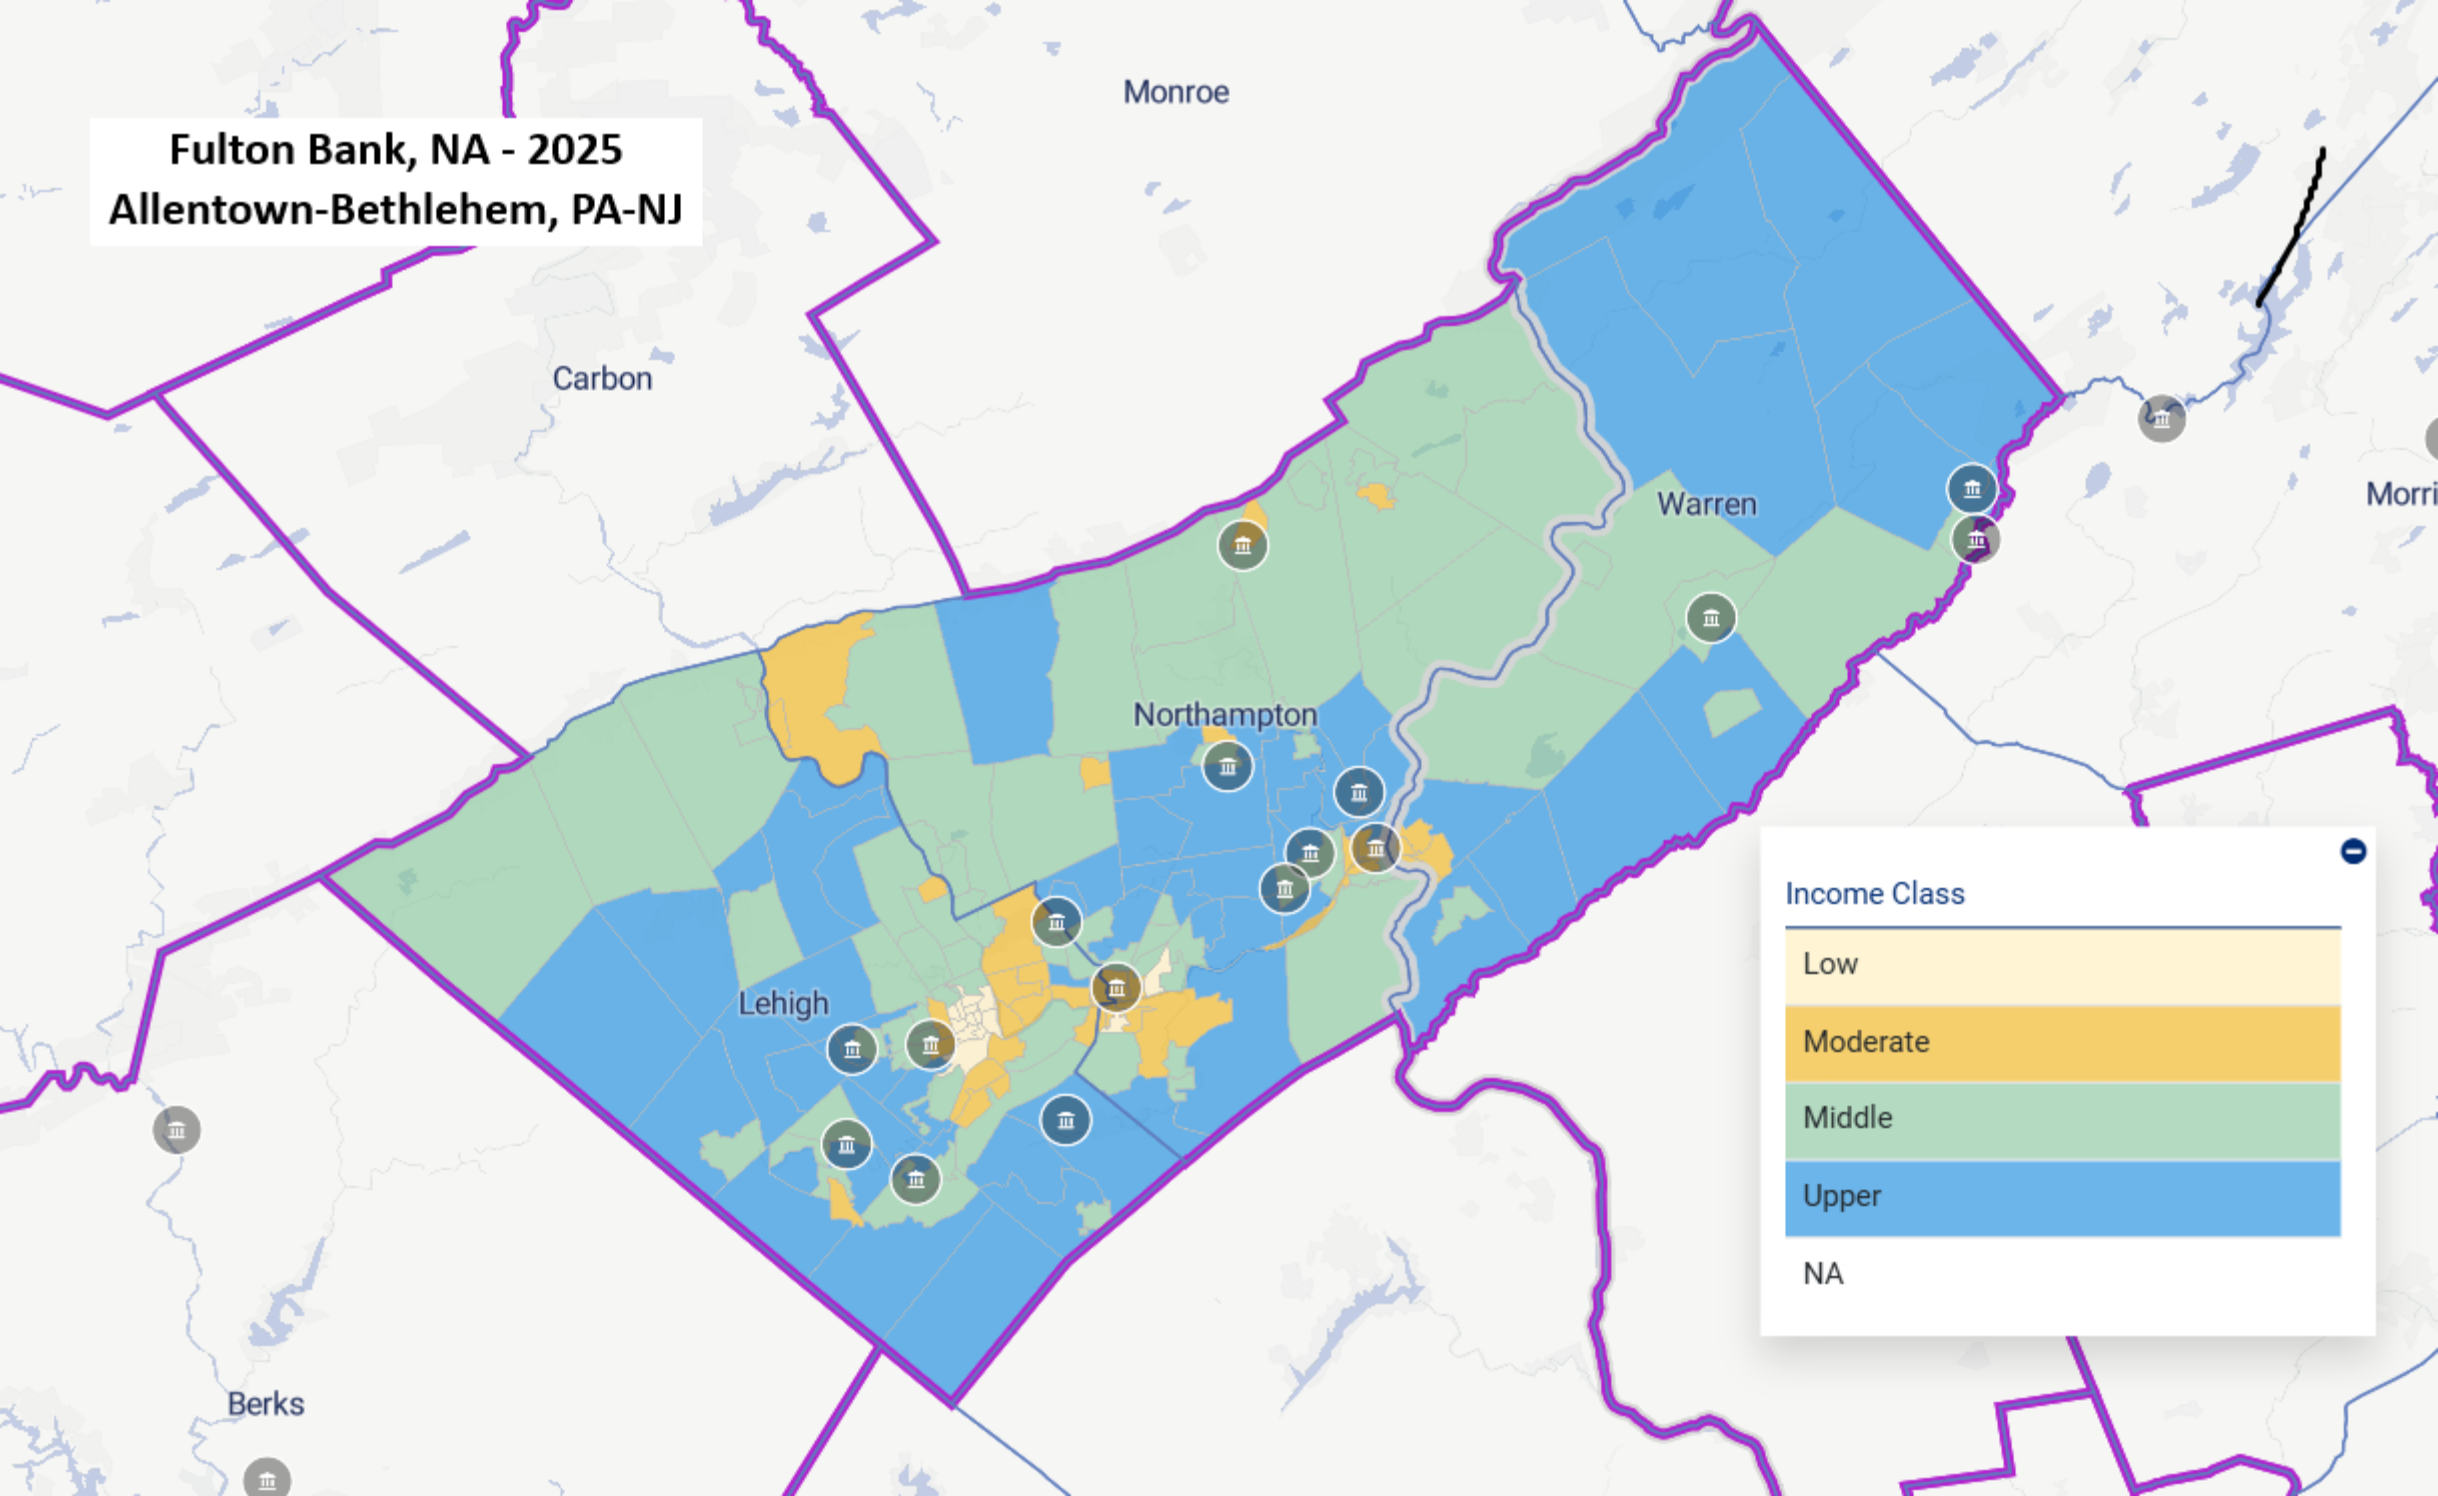 Monroe
Fulton Bank, NA - 2025
Allentown-Bethlehem, PA-NJ
Carbon
Warren
Morri
Northampton
Lehigh
Income Class
Low
Moderate
Middle
Upper
NA
Berks